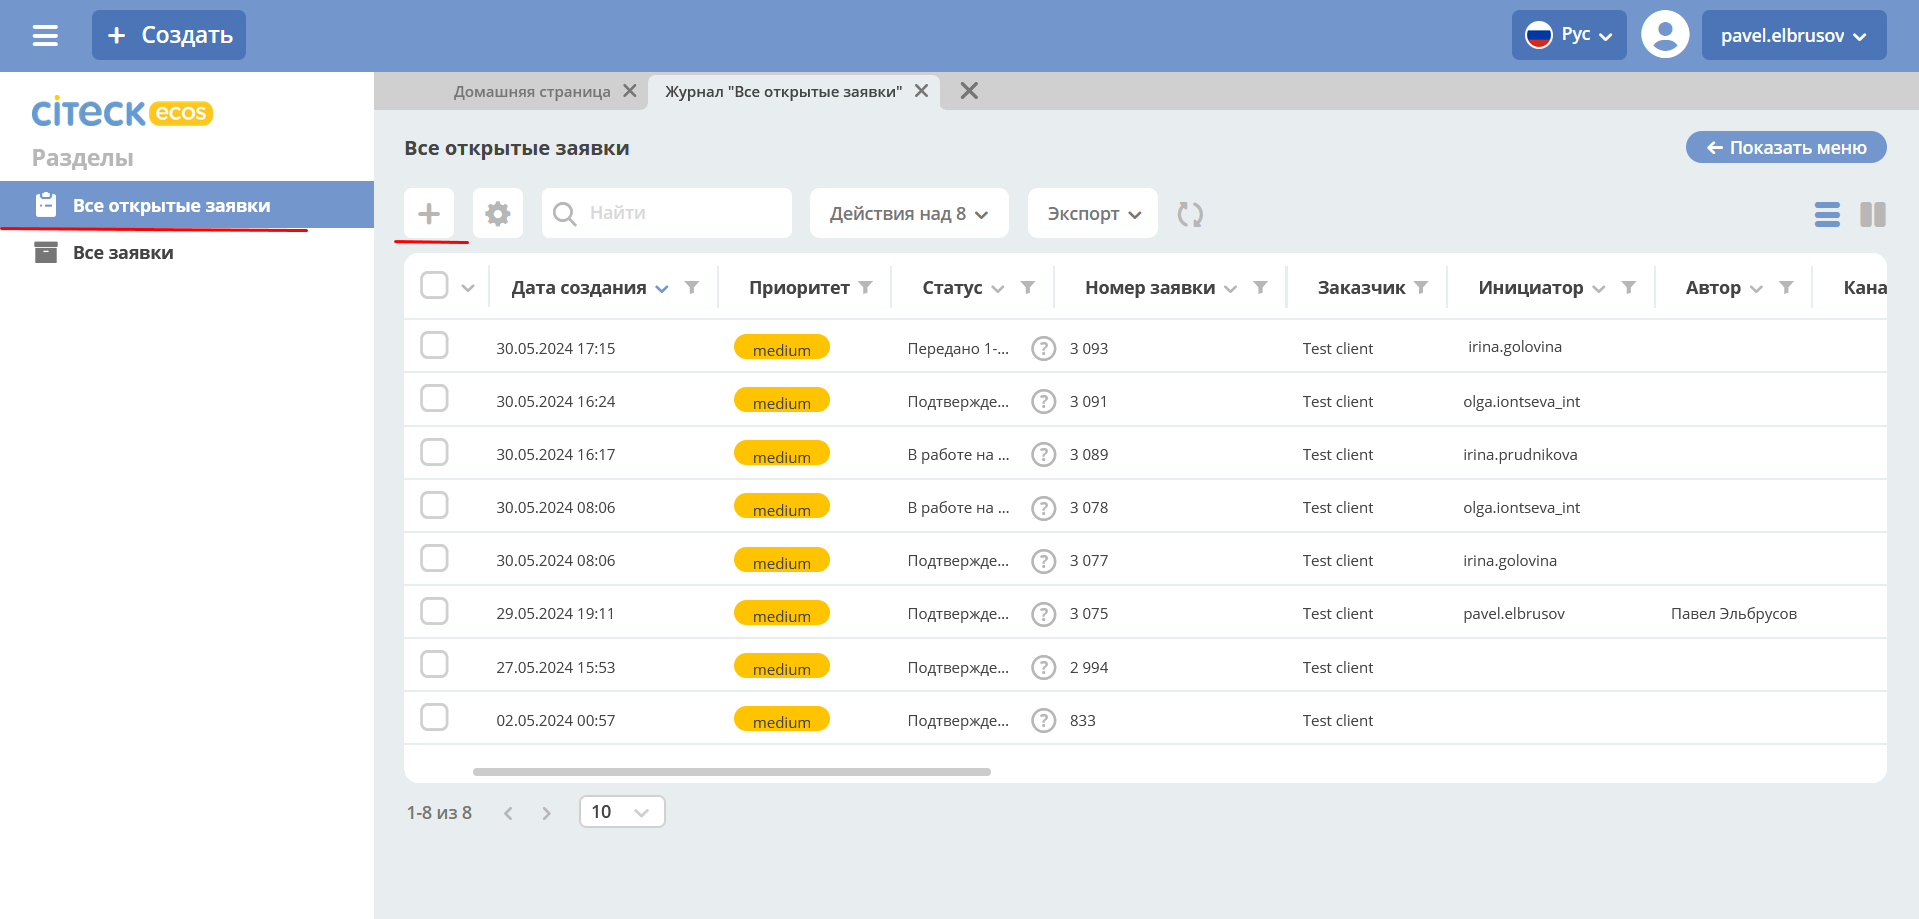 + Создать
Рус
pavel.elbrusov
CITECK ecos
Разделы
Все открытые заявки
Все заявки
Домашняя страница
Журнал "Все открытые заявки"
Все открытые заявки
Показать меню
Найти
Действия над 8
Экспорт
Дата создания Приоритет Статус Номер заявки Заказчик Инициатор Автор Кана
30.05.2024 17:15 medium Передано 1-... ? 3 093 Test client irina.golovina
30.05.2024 16:24 medium Подтвержде... ? 3 091 Test client olga.iontseva_int
30.05.2024 16:17 medium В работе на ... ? 3 089 Test client irina.prudnikova
30.05.2024 08:06 medium В работе на ... ? 3 078 Test client olga.iontseva_int
30.05.2024 08:06 medium Подтвержде... ? 3 077 Test client irina.golovina
29.05.2024 19:11 medium Подтвержде... ? 3 075 Test client pavel.elbrusov Павел Эльбрусов
27.05.2024 15:53 medium Подтвержде... ? 2 994 Test client
02.05.2024 00:57 medium Подтвержде... ? 833 Test client
1-8 из 8
10